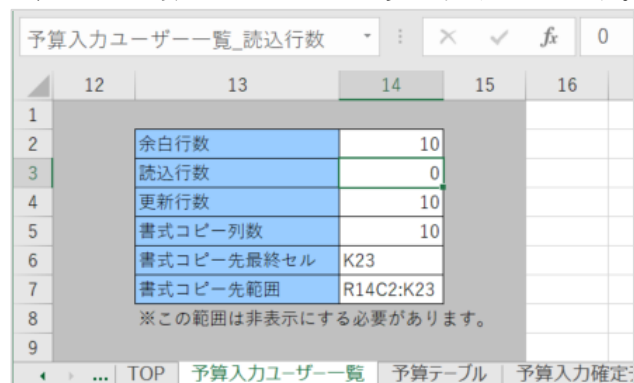 予算入力ユーザー一覧_読込行数 fx 0
12 13 14 15 16
1
2 余白行数 10
3 読込行数 0
4 更新行数 10
5 書式コピー列数 10
6 書式コピー先最終セル K23
7 書式コピー先範囲 R14C2:K23
8 ※この範囲は非表示にする必要があります。
9
... TOP 予算入力ユーザー一覧 予算テーブル 予算入力確定